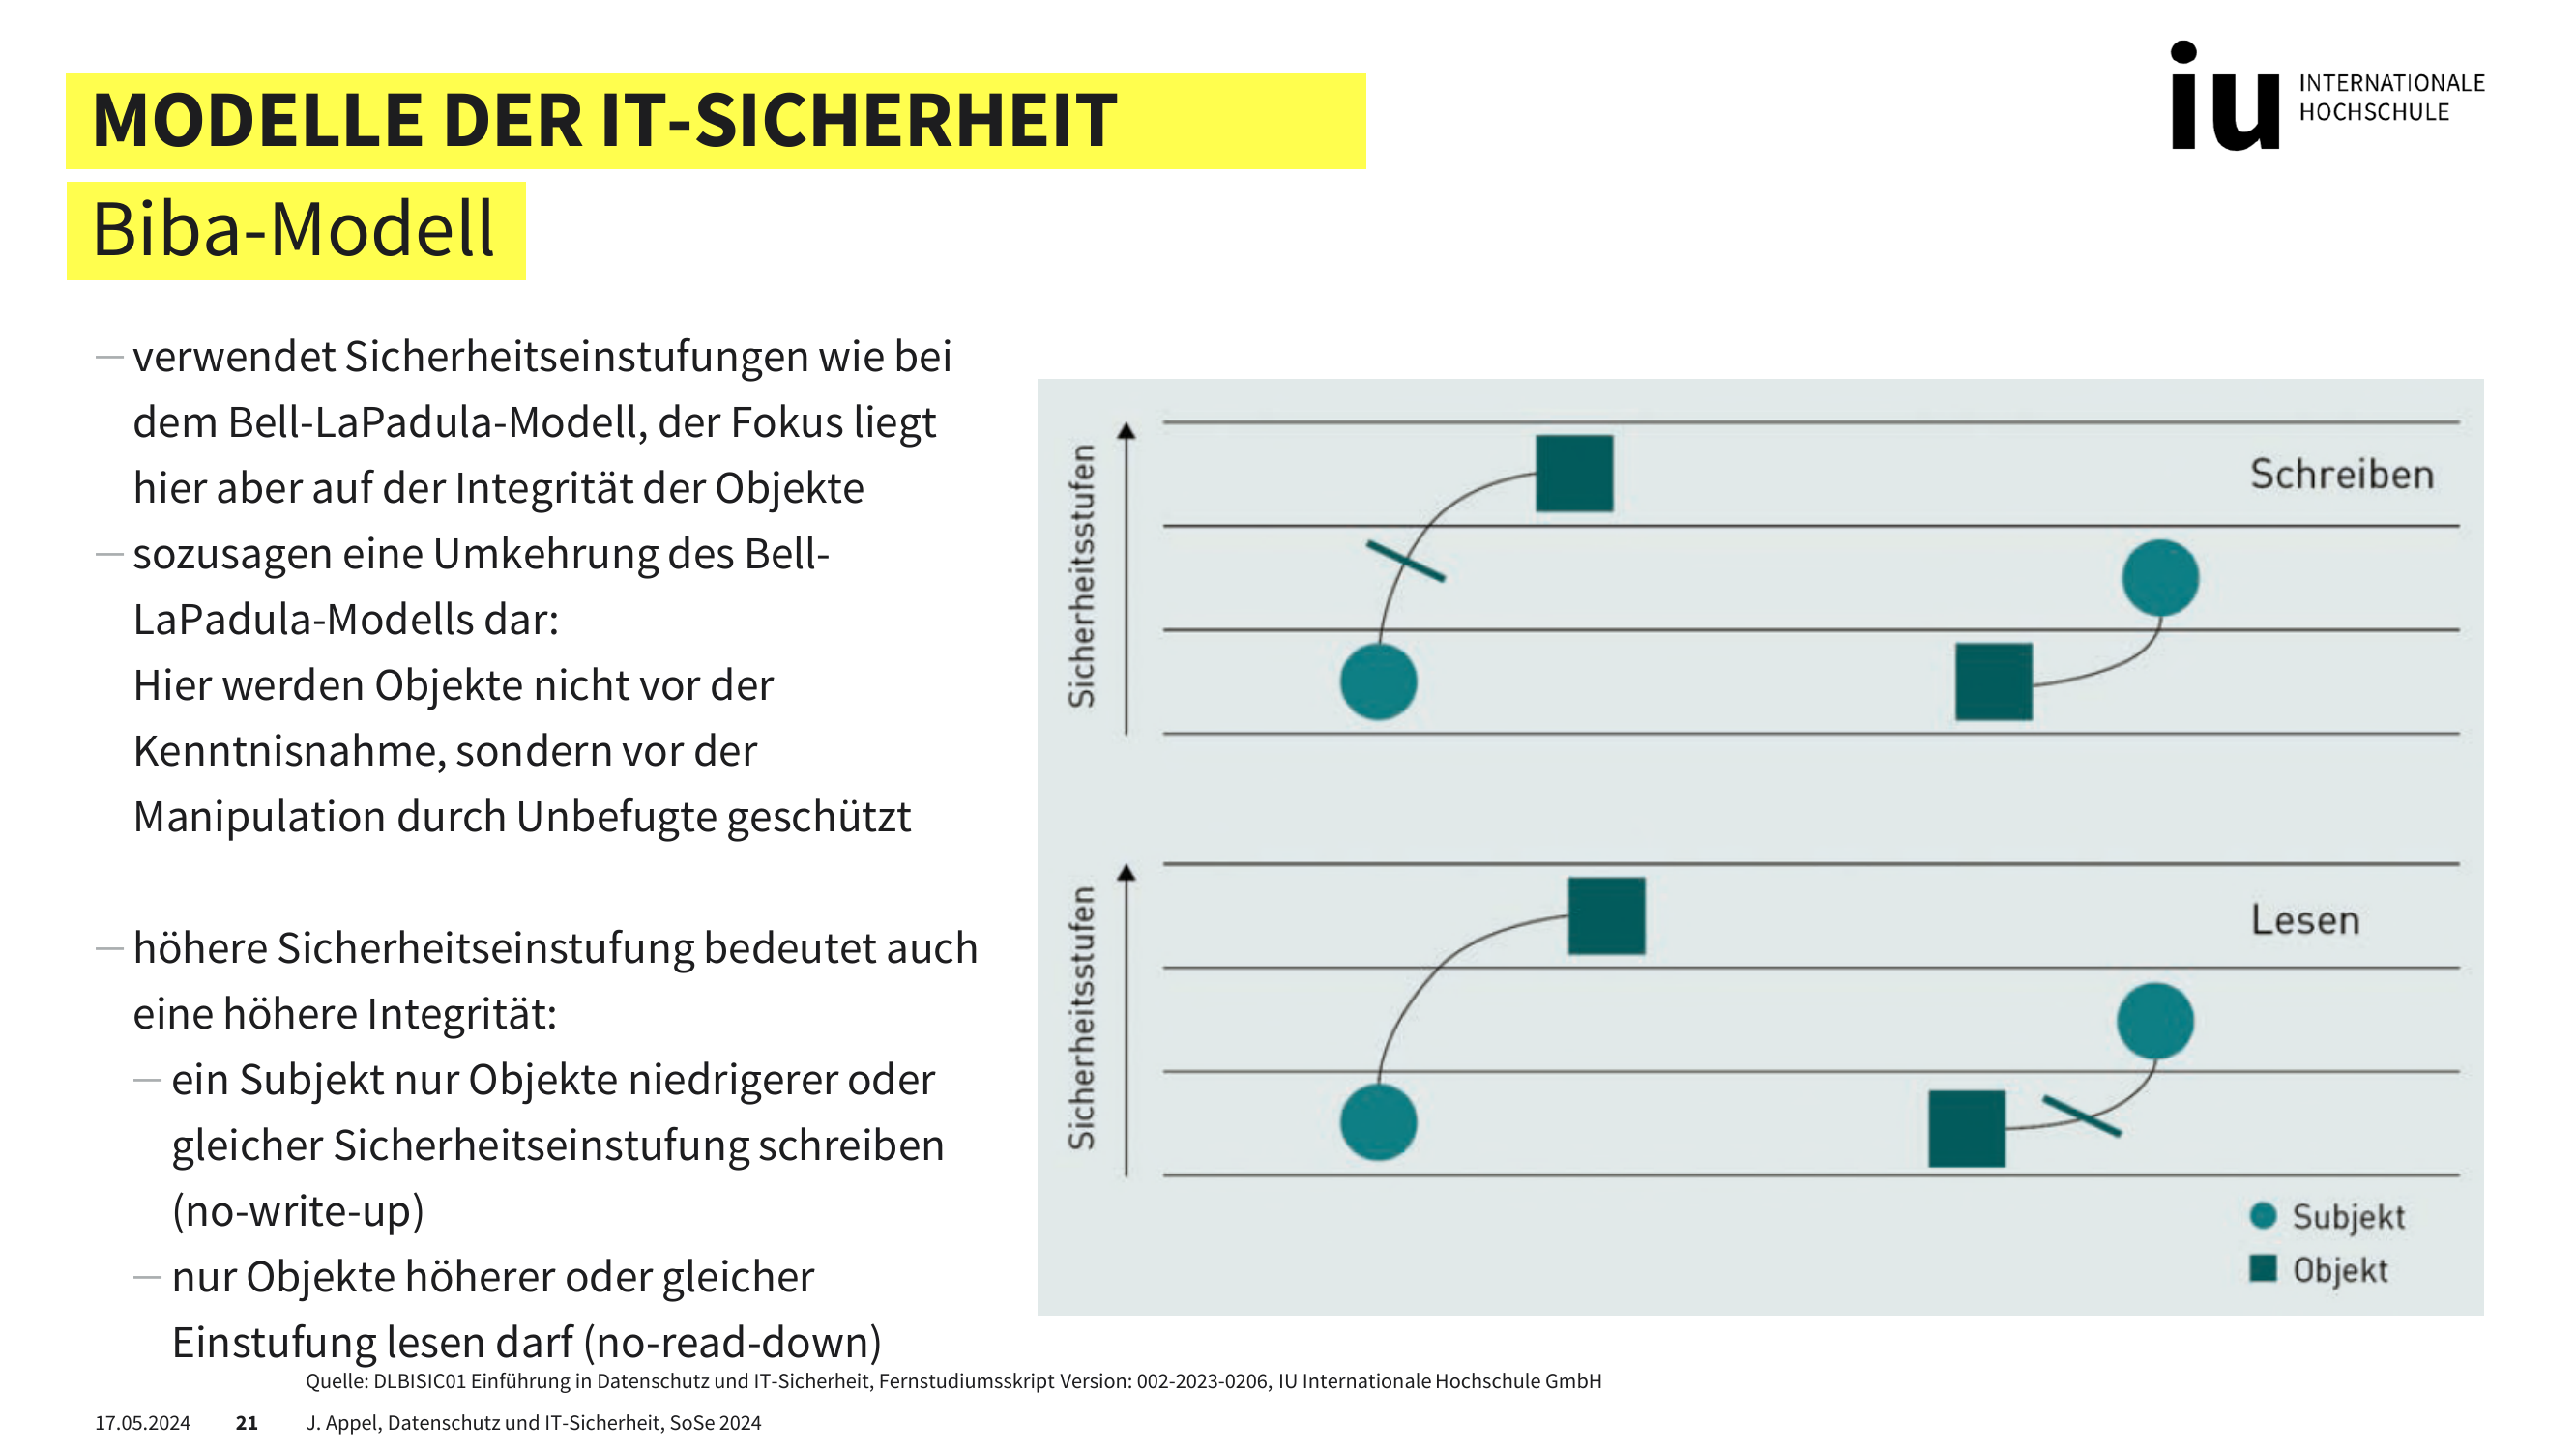 MODELLE DER IT-SICHERHEIT
Biba-Modell
iu INTERNATIONALE
HOCHSCHULE
— verwendet Sicherheitseinstufungen wie bei
dem Bell-LaPadula-Modell, der Fokus liegt
hier aber auf der Integrität der Objekte
— sozusagen eine Umkehrung des Bell-
LaPadula-Modells dar:
Hier werden Objekte nicht vor der
Kenntnisnahme, sondern vor der
Manipulation durch Unbefugte geschützt
— höhere Sicherheitseinstufung bedeutet auch
eine höhere Integrität:
— ein Subjekt nur Objekte niedrigerer oder
gleicher Sicherheitseinstufung schreiben
(no-write-up)
— nur Objekte höherer oder gleicher
Einstufung lesen darf (no-read-down)
Sicherheitsstufen
Schreiben
Sicherheitsstufen
Lesen
Subjekt
Objekt
Quelle: DLBISIC01 Einführung in Datenschutz und IT-Sicherheit, Fernstudiumsskript Version: 002-2023-0206, IU Internationale Hochschule GmbH
17.05.2024 21 J. Appel, Datenschutz und IT-Sicherheit, SoSe 2024